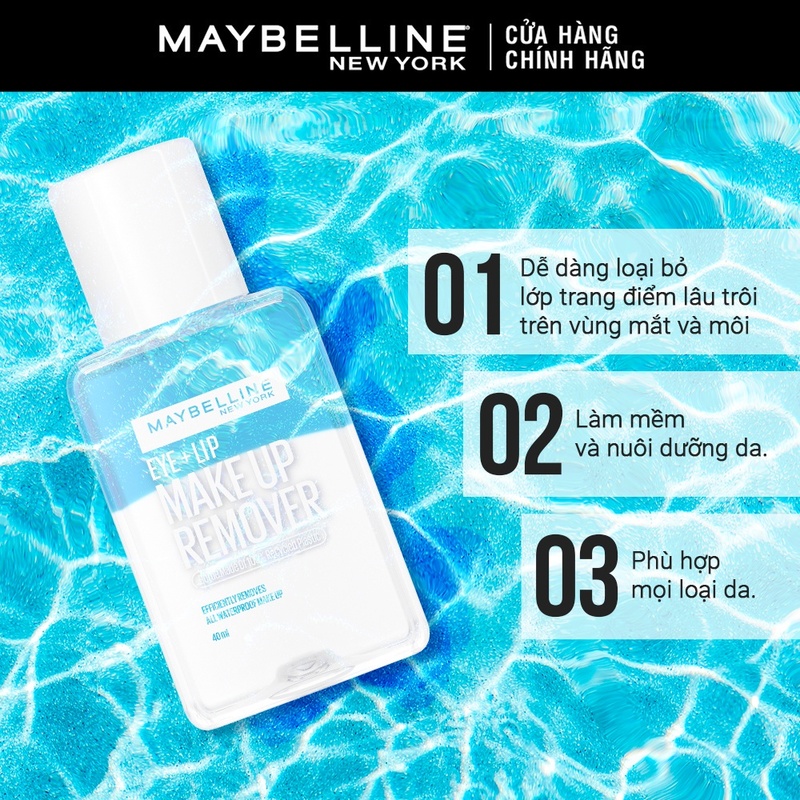 MAYBELLINE
NEW YORK
CỬA HÀNG
CHÍNH HÃNG
01
Dễ dàng loại bỏ
lớp trang điểm lâu trôi
trên vùng mắt và môi
02
Làm mềm
và nuôi dưỡng da.
03
Phù hợp
mọi loại da.
MAYBELLINE
NEW YORK
EYE + LIP
MAKE UP
REMOVER
EFFICIENTLY REMOVES
ALL WATERPROOF MAKE UP
40 ml